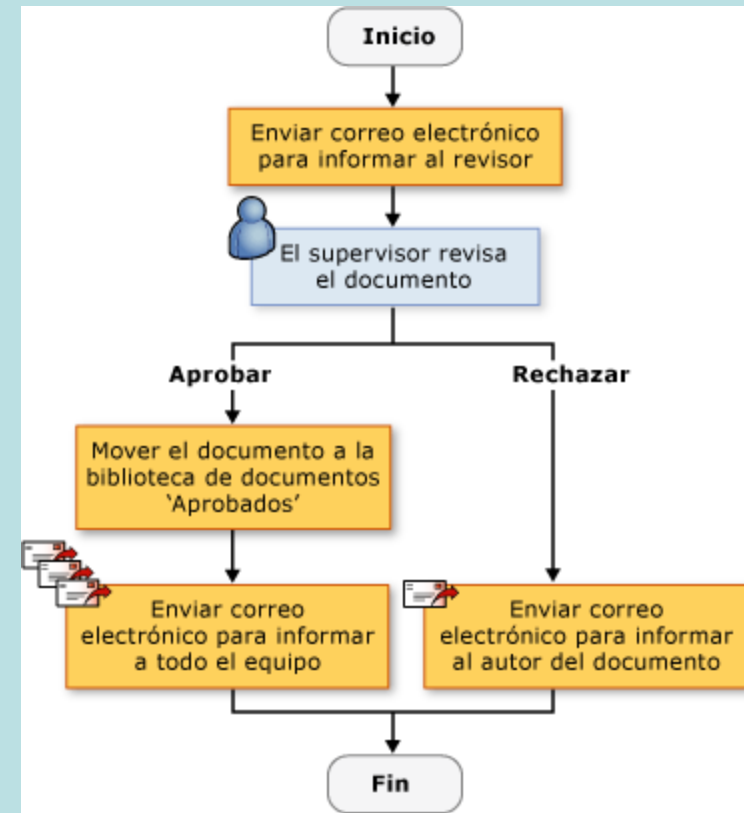 Inicio
Enviar correo electrónico
para informar al revisor
El supervisor revisa
el documento
Aprobar
Rechazar
Mover el documento a la
biblioteca de documentos
‘Aprobados’
Enviar correo
electrónico para informar
a todo el equipo
Enviar correo
electrónico para informar
al autor del documento
Fin